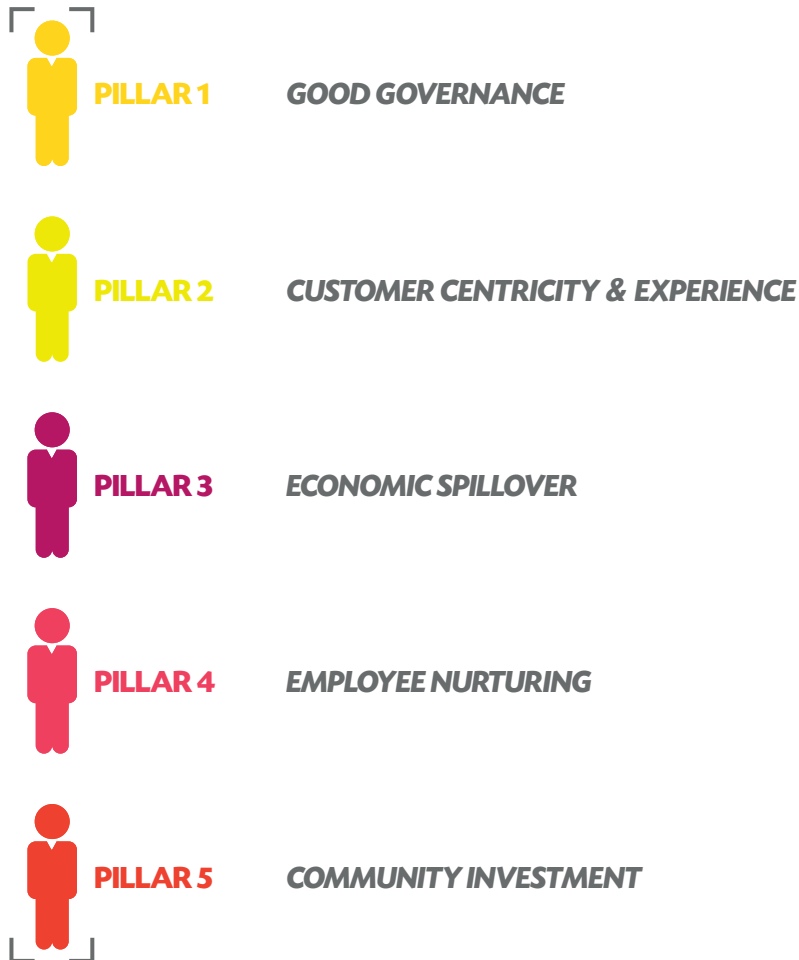 PILLAR 1 GOOD GOVERNANCE
PILLAR 2 CUSTOMER CENTRICITY & EXPERIENCE
PILLAR 3 ECONOMIC SPILLOVER
PILLAR 4 EMPLOYEE NURTURING
PILLAR 5 COMMUNITY INVESTMENT